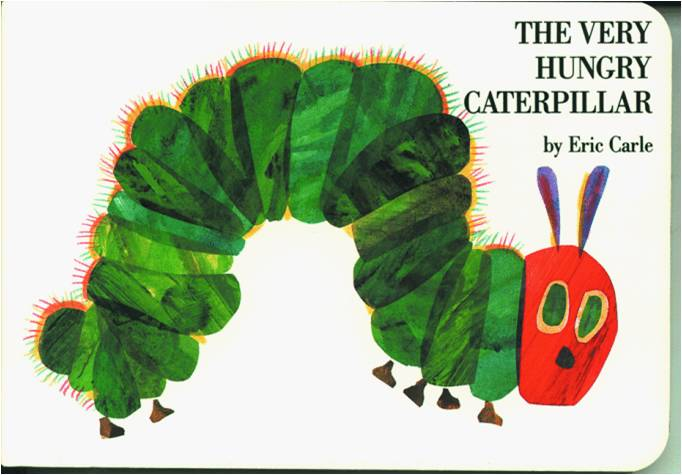 THE VERY
HUNGRY
CATERPILLAR
by Eric Carle